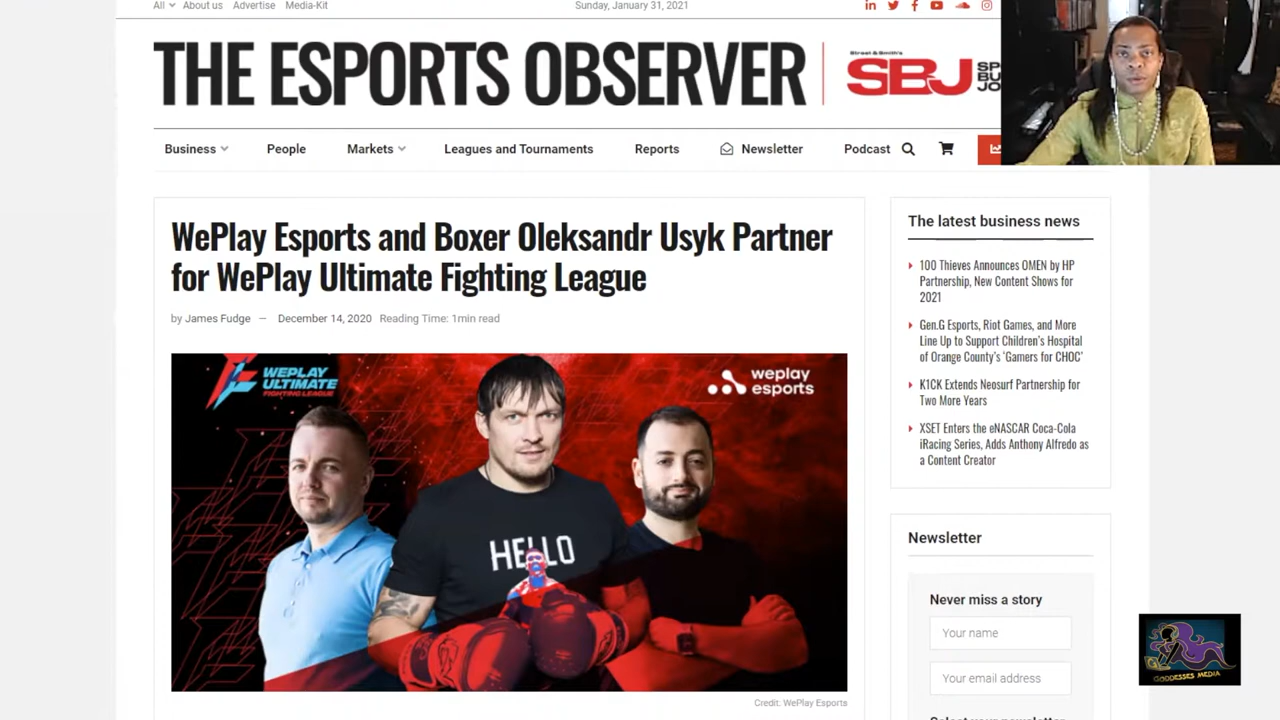 All About us Advertise Media-Kit Sunday, January 31, 2021
THE ESPORTS OBSERVER
Street & Smith's
SBJ
Business People Markets Leagues and Tournaments Reports Newsletter Podcast
WePlay Esports and Boxer Oleksandr Usyk Partner
for WePlay Ultimate Fighting League
by James Fudge — December 14, 2020 Reading Time: 1min read
WEPLAY
ULTIMATE
FIGHTING LEAGUE
weplay
esports
HELLO
Credit: WePlay Esports
The latest business news
100 Thieves Announces OMEN by HP
Partnership, New Content Shows for
2021
Gen.G Esports, Riot Games, and More
Line Up to Support Children's Hospital
of Orange County's 'Gamers for CHOC'
K1CK Extends Neosurf Partnership for
Two More Years
XSET Enters the eNASCAR Coca-Cola
iRacing Series, Adds Anthony Alfredo as
a Content Creator
Newsletter
Never miss a story
Your name
Your email address
GODDESSES MEDIA